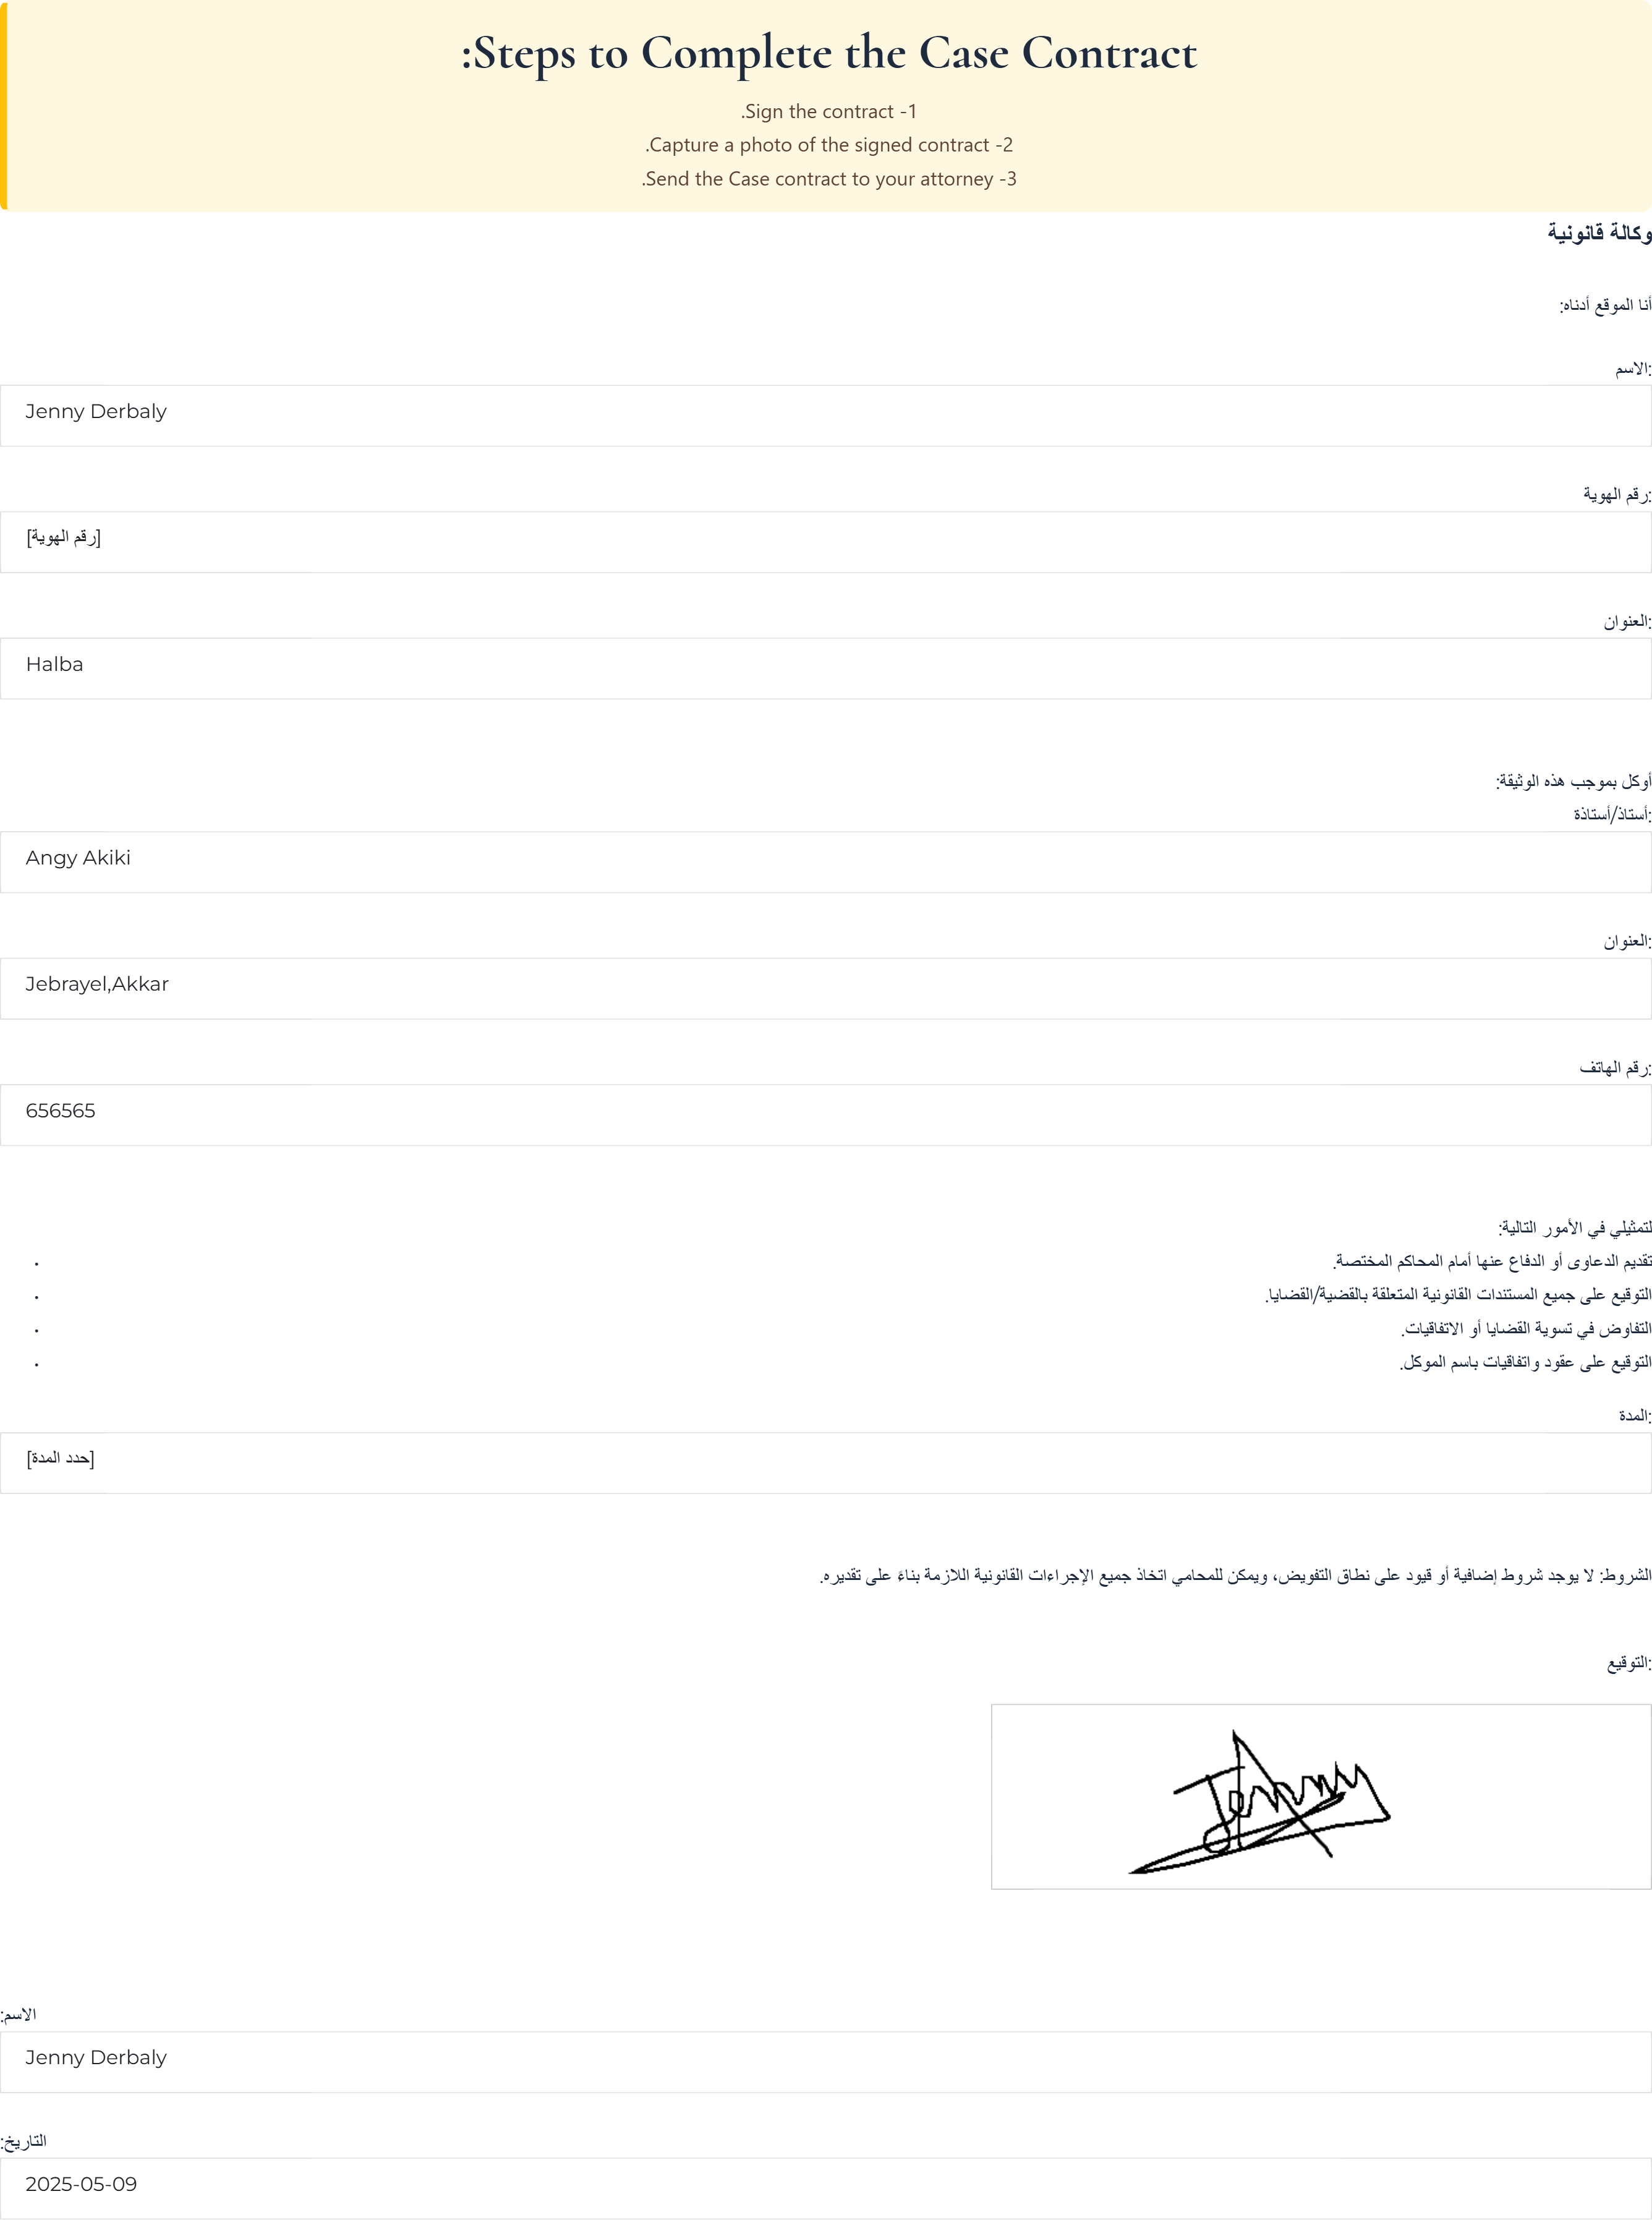 Steps to Complete the Case Contract:
1- Sign the contract.
2- Capture a photo of the signed contract.
3- Send the Case contract to your attorney.
وكالة قانونية
أنا الموقع أدناه:
الاسم:
Jenny Derbaly
رقم الهوية:
[رقم الهوية]
العنوان:
Halba
أوكل بموجب هذه الوثيقة:
أستاذ/أستاذة:
Angy Akiki
العنوان:
Jebrayel,Akkar
رقم الهاتف:
656565
لتمثيلي في الأمور التالية:
تقديم الدعاوى أو الدفاع عنها أمام المحاكم المختصة.
التوقيع على جميع المستندات القانونية المتعلقة بالقضية/القضايا.
التفاوض في تسوية القضايا أو الاتفاقيات.
التوقيع على عقود واتفاقيات باسم الموكل.
المدة:
[حدد المدة]
الشروط: لا يوجد شروط إضافية أو قيود على نطاق التفويض، ويمكن للمحامي اتخاذ جميع الإجراءات القانونية اللازمة بناءً على تقديره.
التوقيع:
Jenny
الاسم:
Jenny Derbaly
التاريخ:
2025-05-09